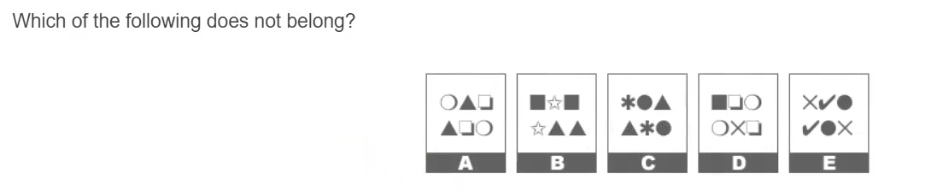 Which of the following does not belong?
A B C D E